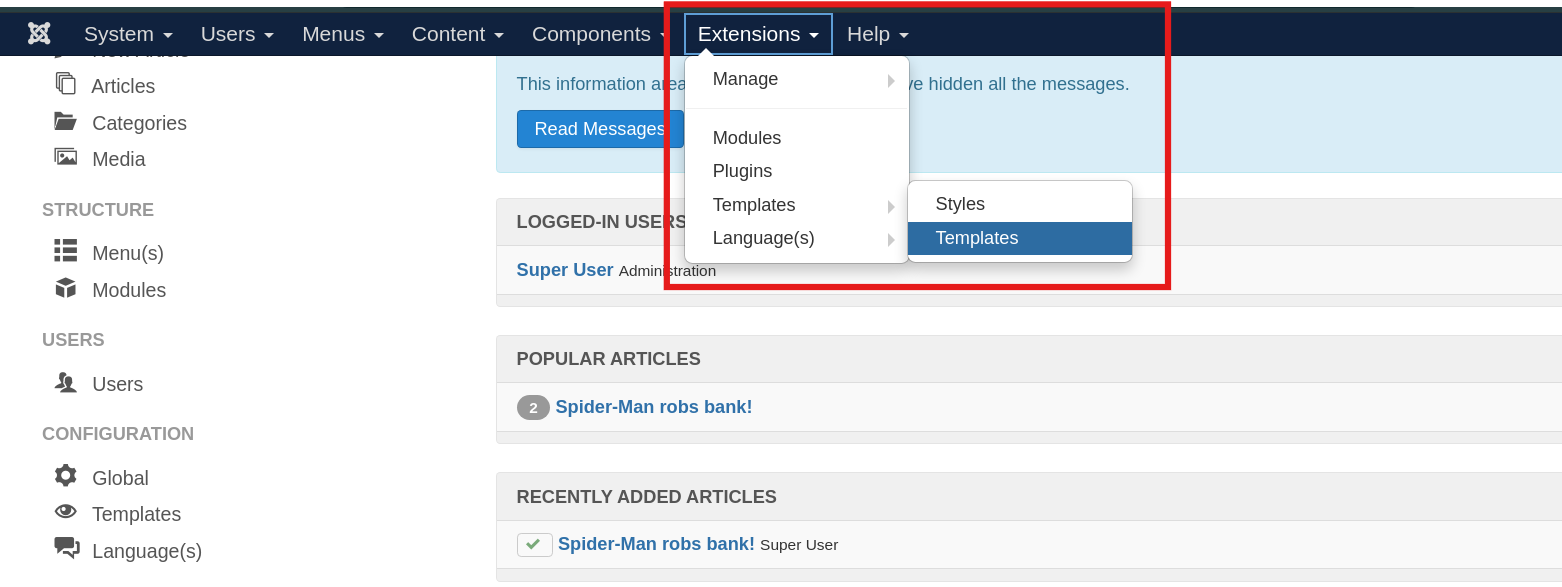 System Users Menus Content Components Extensions Help
Articles
Categories
Media
STRUCTURE
Menu(s)
Modules
USERS
Users
CONFIGURATION
Global
Templates
Language(s)
This information area
ve hidden all the messages.
Read Messages
Manage
Modules
Plugins
Templates
Language(s)
Styles
Templates
LOGGED-IN USERS
Super User Administration
POPULAR ARTICLES
2 Spider-Man robs bank!
RECENTLY ADDED ARTICLES
Spider-Man robs bank! Super User